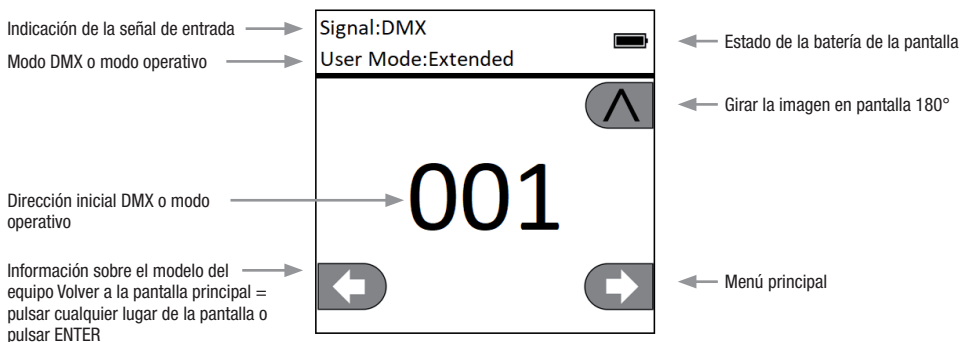 Indicación de la señal de entrada
Modo DMX o modo operativo
Signal:DMX
User Mode:Extended
Estado de la batería de la pantalla
Girar la imagen en pantalla 180°
001
Dirección inicial DMX o modo
operativo
Información sobre el modelo del
equipo Volver a la pantalla principal =
pulsar cualquier lugar de la pantalla o
pulsar ENTER
Menú principal